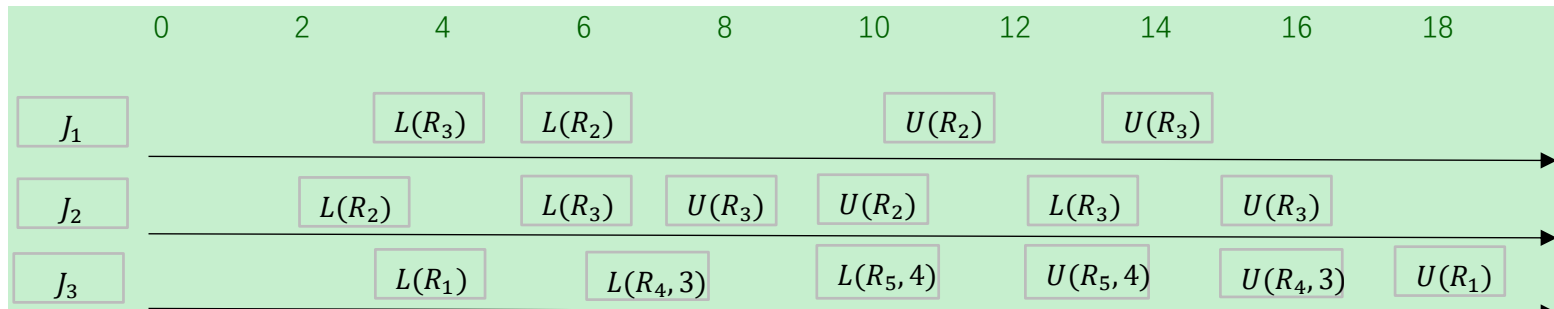 0 2 4 6 8 10 12 14 16 18
J₁ L(R₃) L(R₂) U(R₂) U(R₃)
J₂ L(R₂) L(R₃) U(R₃) U(R₂) L(R₃) U(R₃)
J₃ L(R₁) L(R₄, 3) L(R₅, 4) U(R₅, 4) U(R₄, 3) U(R₁)